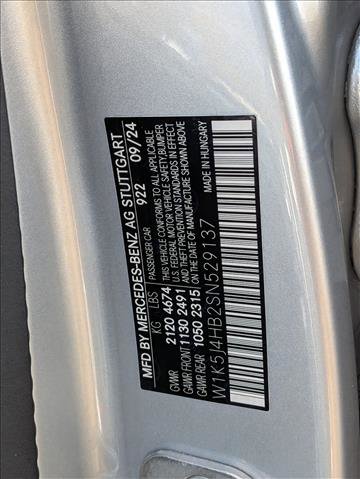 MFD BY MERCEDES-BENZ AG STUTTGART
PASSENGER CAR 922 09/24
KG LBS THIS VEHICLE CONFORMS TO ALL APPLICABLE
GVWR 2120 4674 U.S. FEDERAL MOTOR VEHICLE SAFETY, BUMPER
GAWR FRONT 1130 2491 AND THEFT PREVENTION STANDARDS IN EFFECT
GAWR REAR 1050 2315 ON THE DATE OF MANUFACTURE SHOWN ABOVE
W1K5J4HB2SN529137 MADE IN HUNGARY